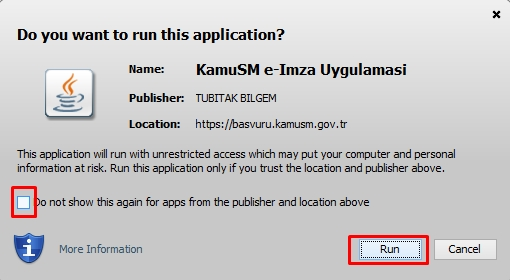 Do you want to run this application?
Name: KamuSM e-Imza Uygulamasi
Publisher: TUBITAK BILGEM
Location: https://basvuru.kamusm.gov.tr
This application will run with unrestricted access which may put your computer and personal
information at risk. Run this application only if you trust the location and publisher above.
Do not show this again for apps from the publisher and location above
More Information
Run
Cancel